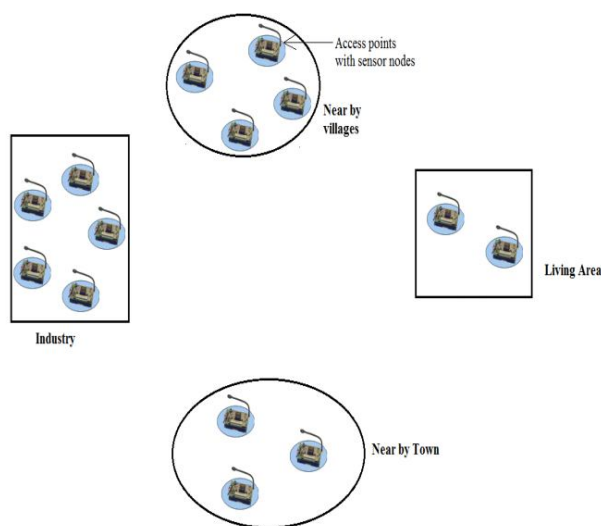 Access points
with sensor nodes
Near by
villages
Living Area
Industry
Near by Town